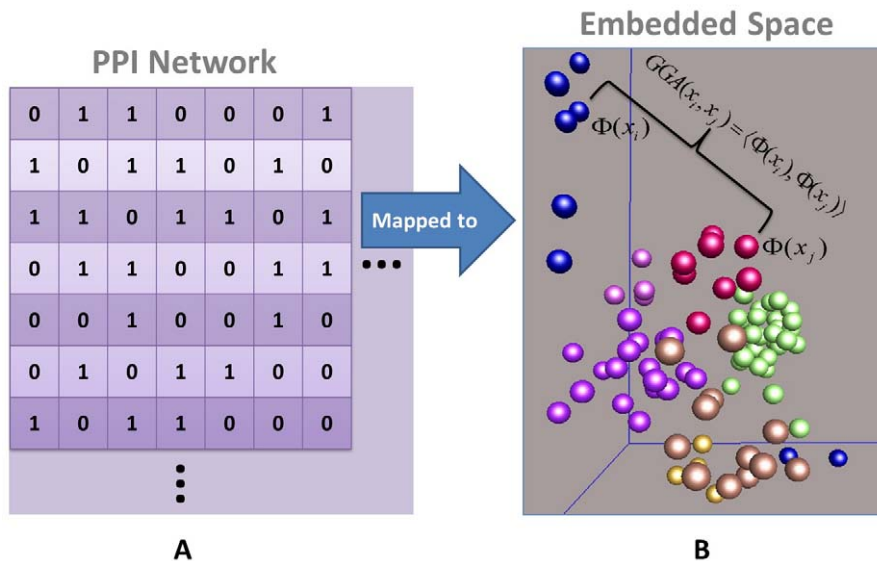 PPI Network
Embedded Space
0 1 1 0 0 0 1
1 0 1 1 0 1 0
1 1 0 1 1 0 1
0 1 1 0 0 1 1
0 0 1 0 0 1 0
0 1 0 1 1 0 0
1 0 1 1 0 0 0
Mapped to
GGA(x_i, x_j) = ⟨Φ(x_i), Φ(x_j)⟩
Φ(x_i)
Φ(x_j)
A
B